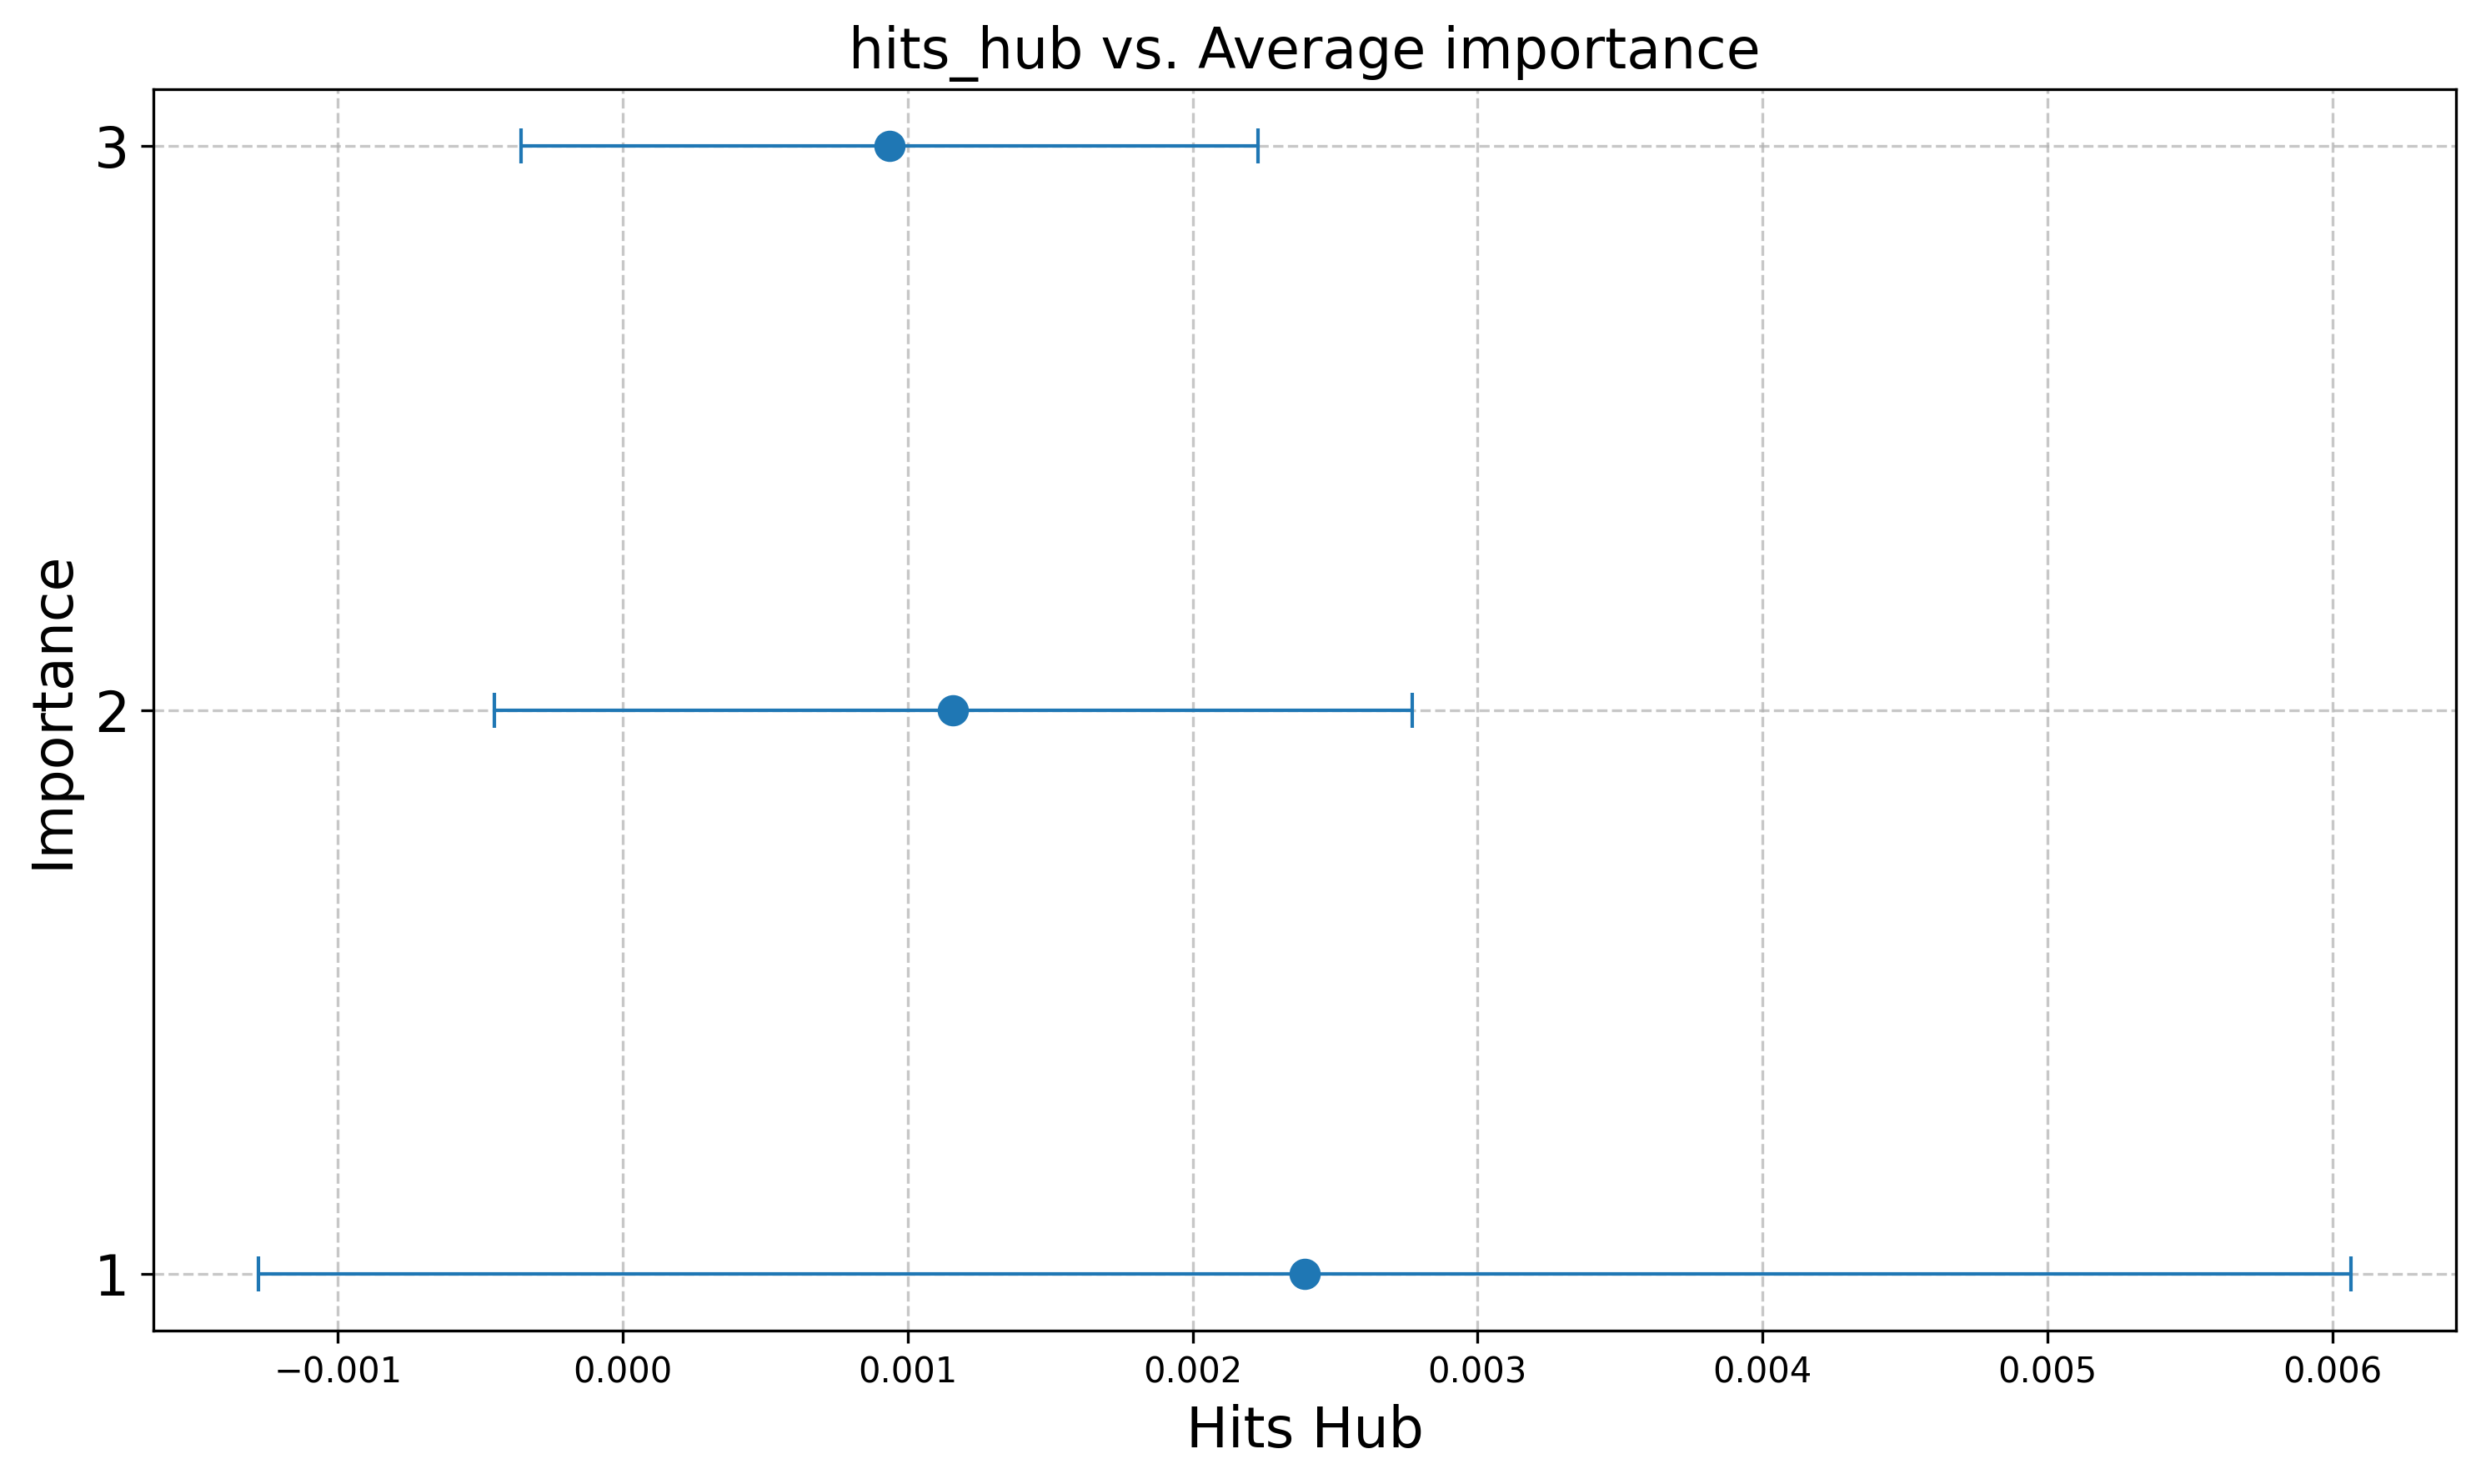 hits_hub vs. Average importance
3
2
1
Importance
−0.001 0.000 0.001 0.002 0.003 0.004 0.005 0.006
Hits Hub